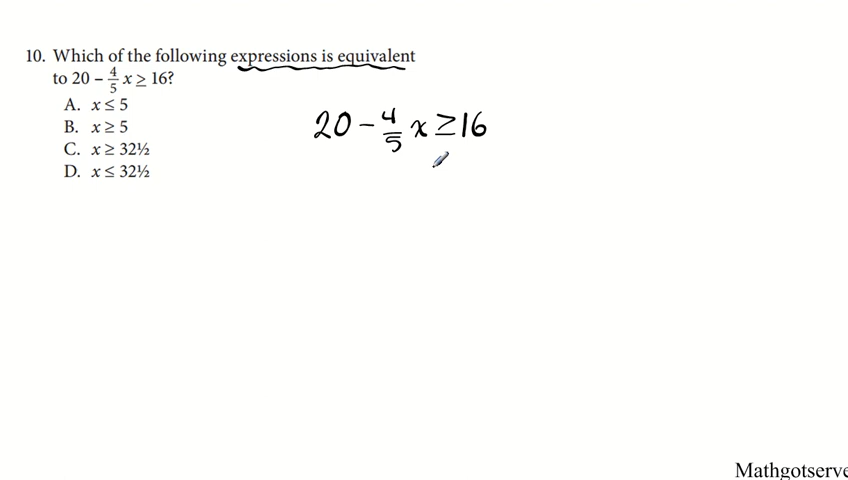 10. Which of the following expressions is equivalent
to 20 – 4/5 x ≥ 16?
A. x ≤ 5
B. x ≥ 5
C. x ≥ 32½
D. x ≤ 32½
20 – 4/5 x ≥ 16
Mathgotserve